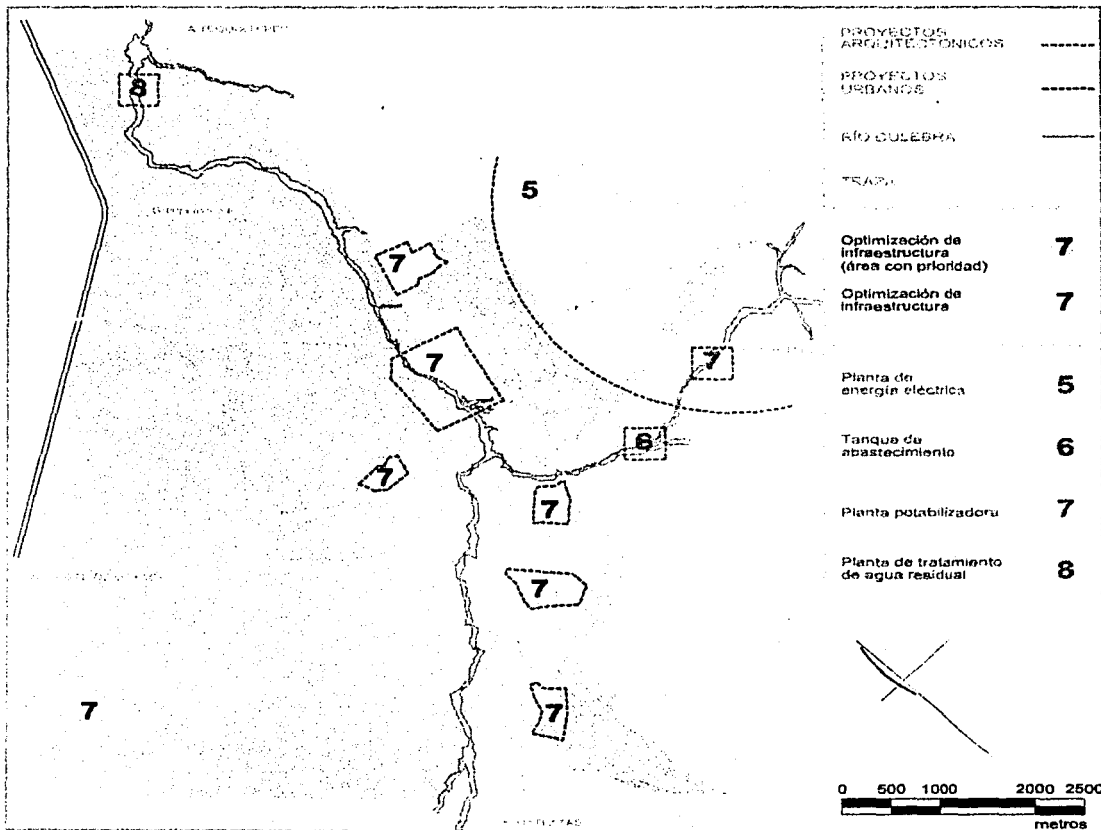 8
5
7
7
7
6
7
7
7
7
7
PROYECTOS
ARQUITECTONICOS
PROYECTOS
URBANOS
RÍO CULEBRA
TRAZA
Optimización de
infraestructura
(área con prioridad) 7
Optimización de
infraestructura 7
Planta de
energía eléctrica 5
Tanque de
abastecimiento 6
Planta potabilizadora 7
Planta de tratamiento
de agua residual 8
0 500 1000 2000 2500
metros